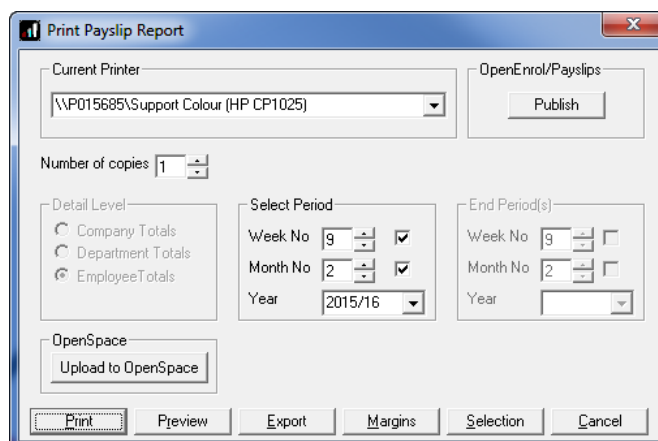 Print Payslip Report
Current Printer
\\P015685\Support Colour (HP CP1025)
OpenEnrol/Payslips
Publish
Number of copies 1
Detail Level
Company Totals
Department Totals
EmployeeTotals
Select Period
Week No 9
Month No 2
Year 2015/16
End Period(s)
Week No 9
Month No 2
Year
OpenSpace
Upload to OpenSpace
Print Preview Export Margins Selection Cancel